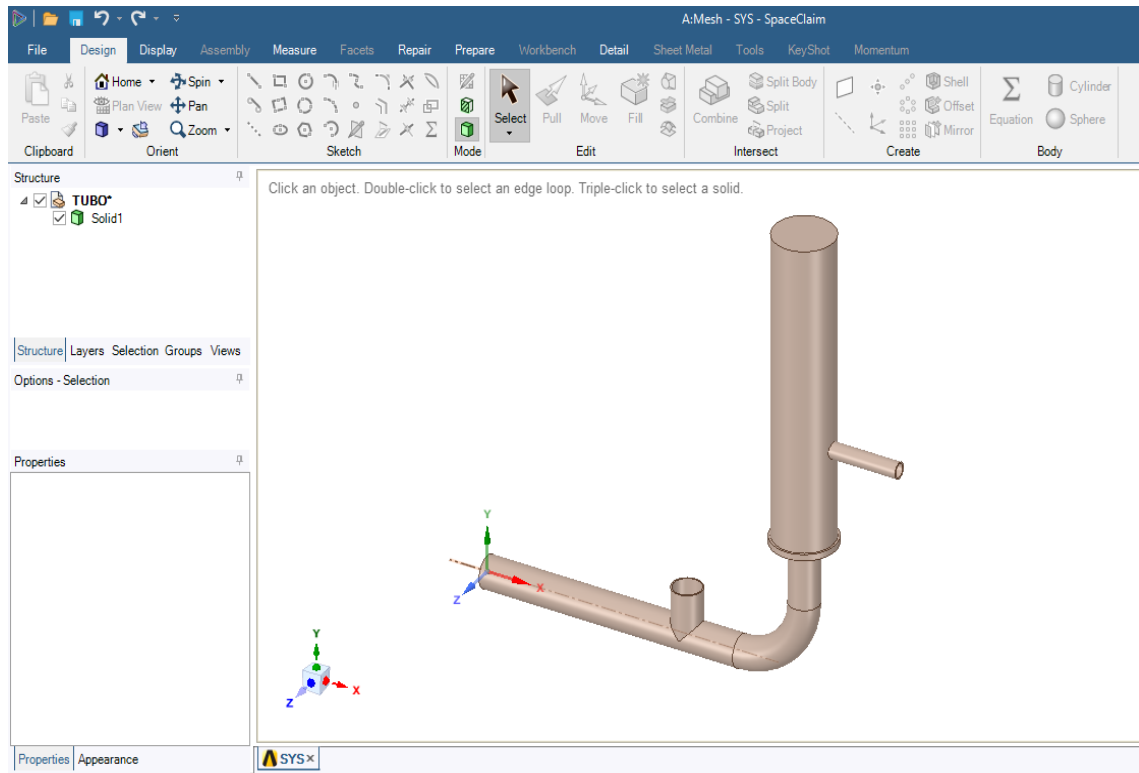 A:Mesh - SYS - SpaceClaim
File Design Display Assembly Measure Facets Repair Prepare Workbench Detail Sheet Metal Tools KeyShot Momentum
Paste
Clipboard
Home Spin
Plan View Pan
Zoom
Orient
Sketch
Mode
Select Pull Move Fill
Edit
Combine
Split Body
Split
Project
Intersect
Shell
Offset
Mirror
Create
Equation
Cylinder
Sphere
Body
Structure
TUBO*
Solid1
Structure Layers Selection Groups Views
Options - Selection
Properties
Properties Appearance
Click an object. Double-click to select an edge loop. Triple-click to select a solid.
Y
X
Z
Y
X
Z
SYS